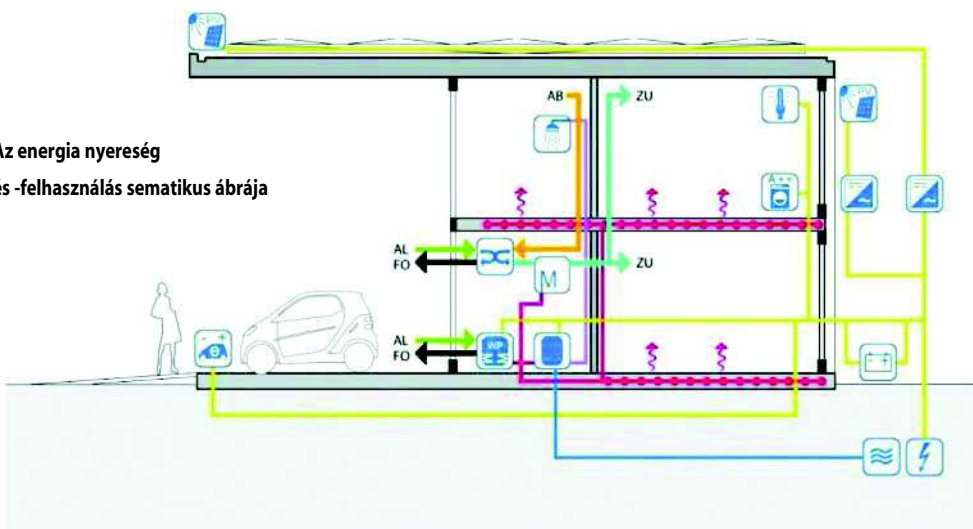 PV
Az energia nyereség
és -felhasználás sematikus ábrája
AB
ZU
PV
A++
AL
FO
ZU
M
AL
FO
WP
e